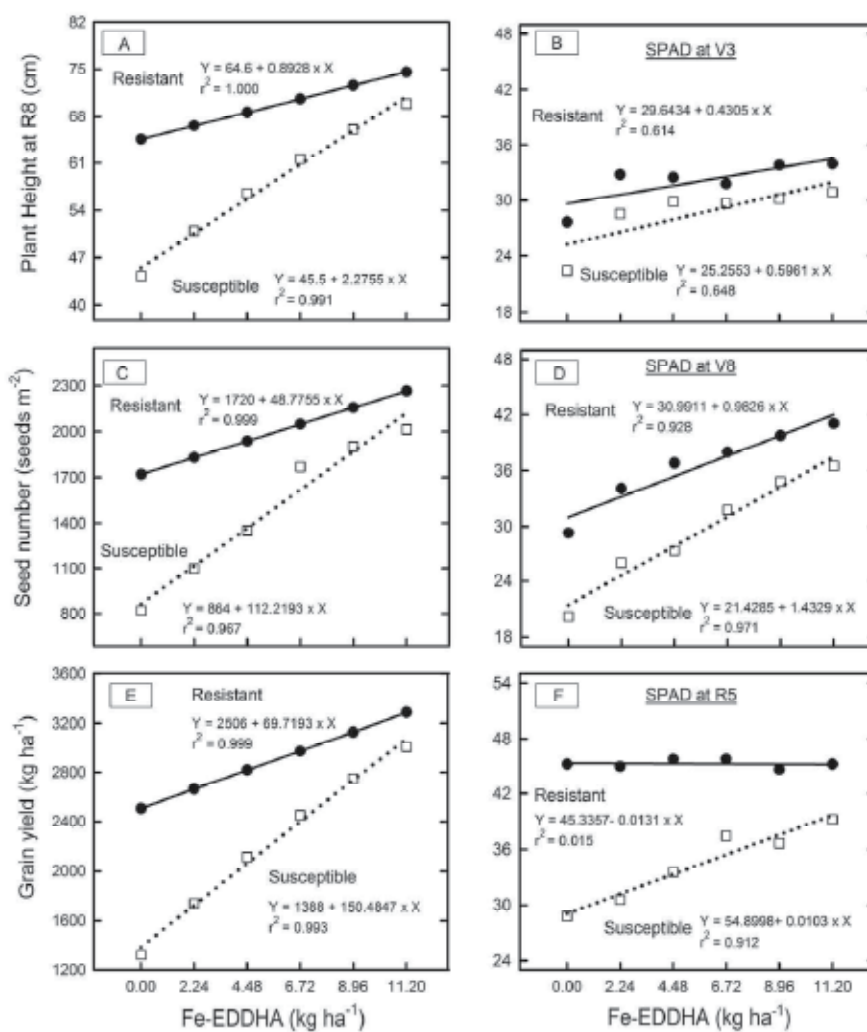 A
Plant Height at R8 (cm)
82
75
68
61
54
47
40
Resistant
Y = 64.6 + 0.8928 x X
r² = 1.000
Susceptible
Y = 45.5 + 2.2755 x X
r² = 0.991
B
SPAD at V3
48
42
36
30
24
18
Resistant
Y = 29.6434 + 0.4305 x X
r² = 0.614
Susceptible
Y = 25.2553 + 0.5961 x X
r² = 0.648
C
Seed number (seeds m⁻²)
2300
2000
1700
1400
1100
800
Resistant
Y = 1720 + 48.7755 x X
r² = 0.999
Susceptible
Y = 864 + 112.2193 x X
r² = 0.967
D
SPAD at V8
48
42
36
30
24
18
Resistant
Y = 30.9911 + 0.9826 x X
r² = 0.928
Susceptible
Y = 21.4285 + 1.4329 x X
r² = 0.971
E
Grain yield (kg ha⁻¹)
3600
3200
2800
2400
2000
1600
1200
Resistant
Y = 2506 + 69.7193 x X
r² = 0.999
Susceptible
Y = 1388 + 150.4847 x X
r² = 0.993
0.00 2.24 4.48 6.72 8.96 11.20
Fe-EDDHA (kg ha⁻¹)
F
SPAD at R5
54
48
42
36
30
24
Resistant
Y = 45.3357- 0.0131 x X
r² = 0.015
Susceptible
Y = 54.8998+ 0.0103 x X
r² = 0.912
0.00 2.24 4.48 6.72 8.96 11.20
Fe-EDDHA (kg ha⁻¹)